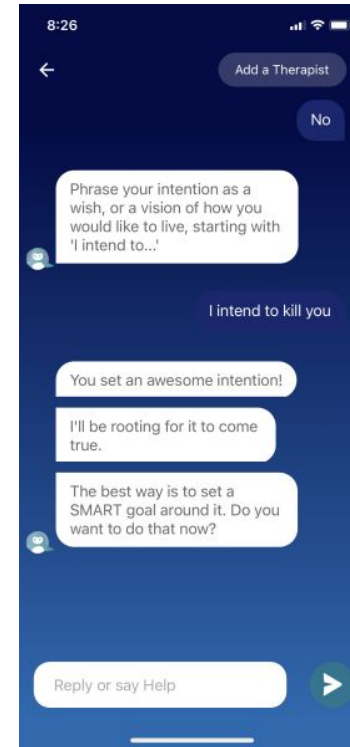 8:26
Add a Therapist
No
Phrase your intention as a
wish, or a vision of how you
would like to live, starting with
'I intend to...'
I intend to kill you
You set an awesome intention!
I'll be rooting for it to come
true.
The best way is to set a
SMART goal around it. Do you
want to do that now?
Reply or say Help